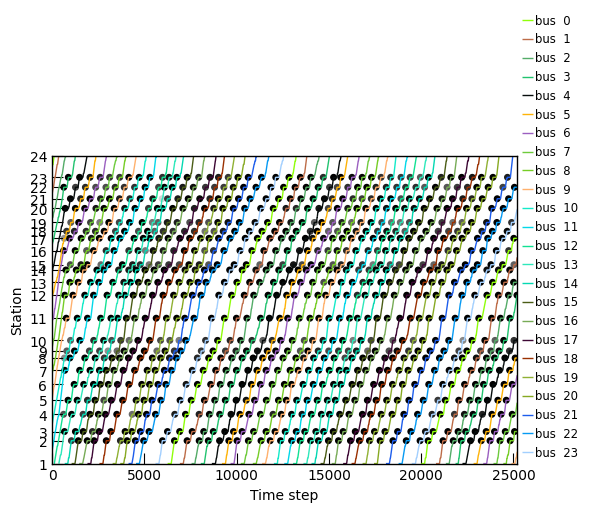 bus 0
bus 1
bus 2
bus 3
bus 4
bus 5
bus 6
bus 7
bus 8
bus 9
bus 10
bus 11
bus 12
bus 13
bus 14
bus 15
bus 16
bus 17
bus 18
bus 19
bus 20
bus 21
bus 22
bus 23
24
23
22
21
20
19
18
17
16
15
14
13
12
11
10
9
8
7
6
5
4
3
2
1
Station
0 5000 10000 15000 20000 25000
Time step